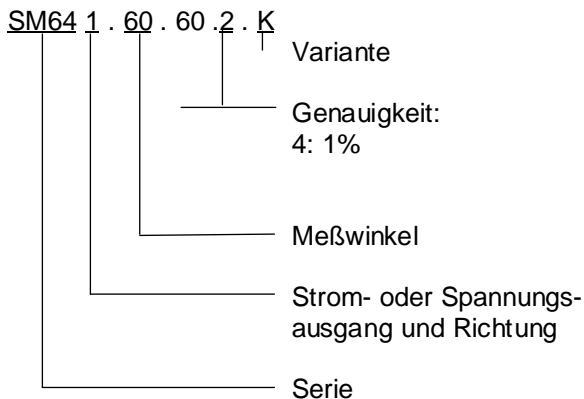 SM64 1 . 60 . 60 .2 . K
Variante
Genauigkeit:
4: 1%
Meßwinkel
Strom- oder Spannungs-
ausgang und Richtung
Serie